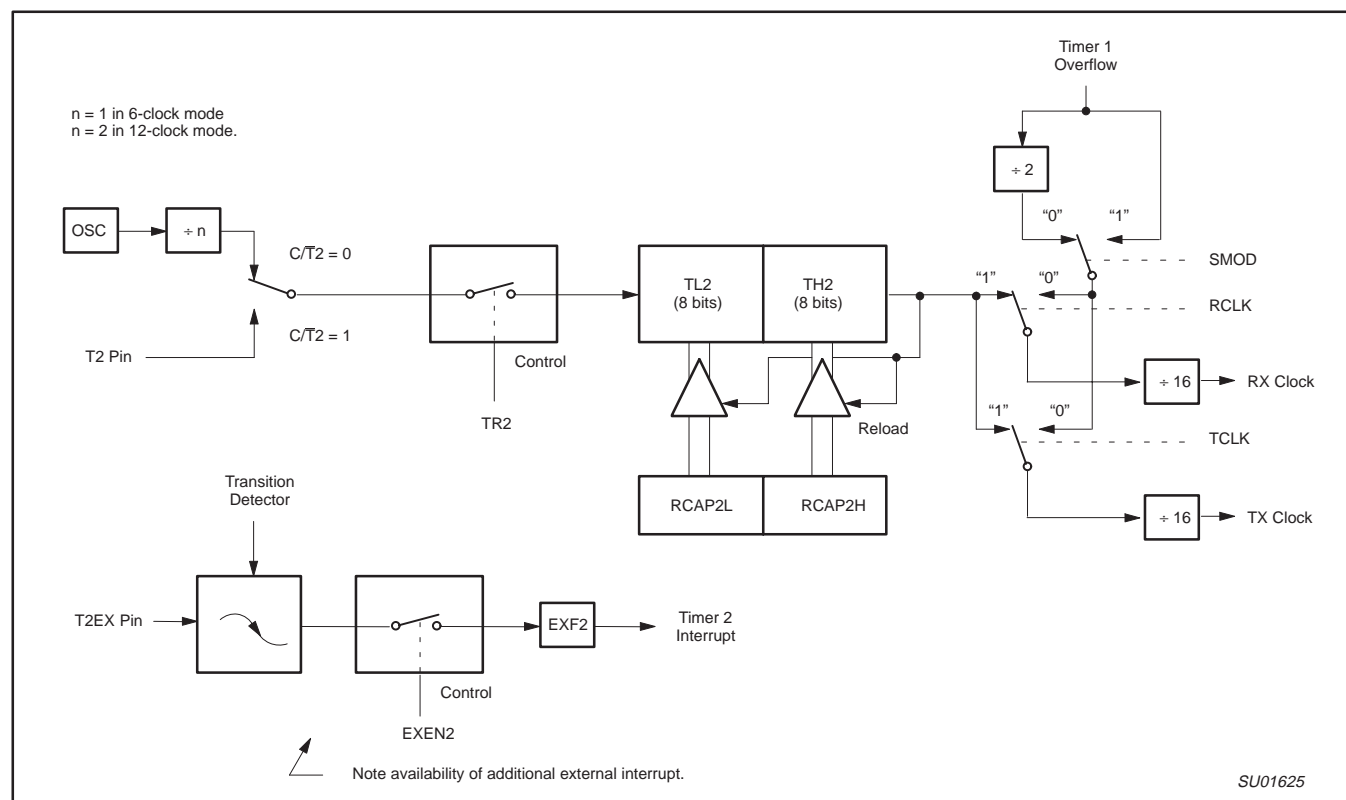 Timer 1
Overflow
n = 1 in 6-clock mode
n = 2 in 12-clock mode.
÷ 2
“0”
“1”
OSC
÷ n
C/T̅2 = 0
TL2
(8 bits)
TH2
(8 bits)
SMOD
“1”
“0”
RCLK
C/T̅2 = 1
T2 Pin
Control
÷ 16
RX Clock
TR2
Reload
“1”
“0”
TCLK
Transition
Detector
RCAP2L
RCAP2H
÷ 16
TX Clock
T2EX Pin
EXF2
Timer 2
Interrupt
Control
EXEN2
Note availability of additional external interrupt.
SU01625